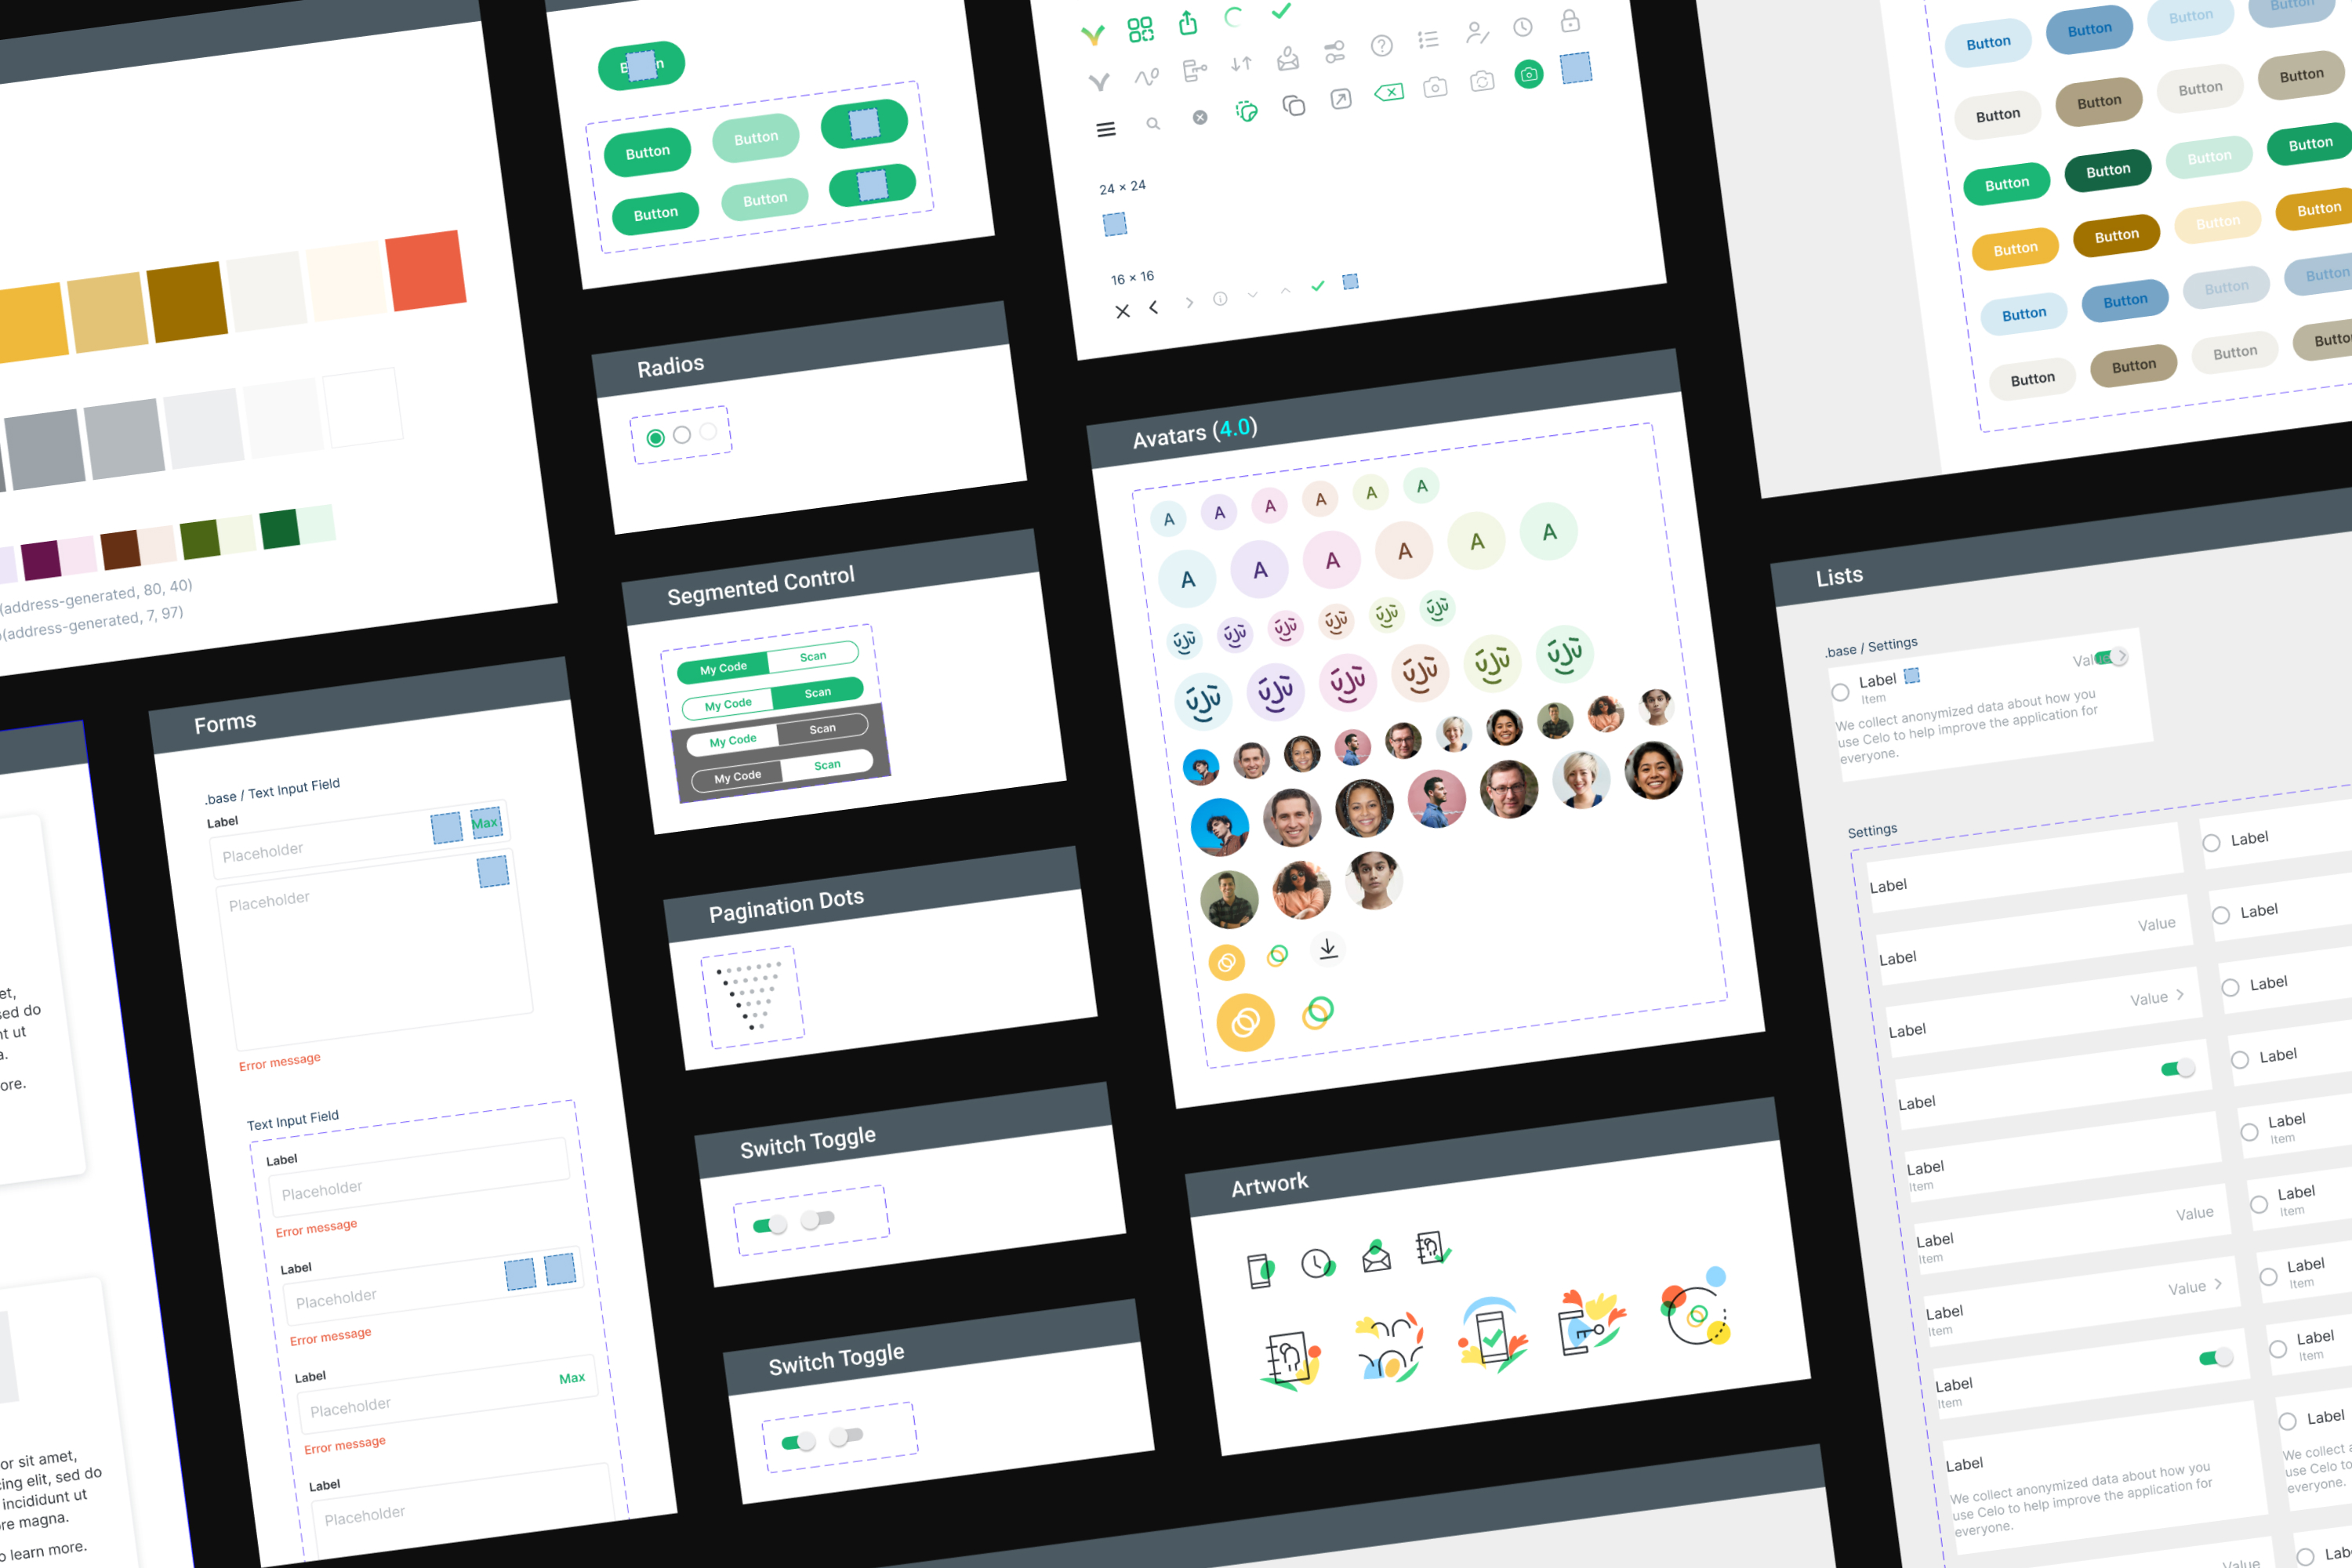 (address-generated, 80, 40)
(address-generated, 7, 97)
et,
sed do
nt ut
a.
ore.
or sit amet,
cing elit, sed do
incididunt ut
re magna.
o learn more.
Forms
.base / Text Input Field
Label
Placeholder
Max
Placeholder
Error message
Text Input Field
Label
Placeholder
Error message
Label
Placeholder
Error message
Label
Placeholder
Max
Error message
Label
Placeholder
Button Button
Button Button
Radios
Segmented Control
My Code Scan
My Code Scan
My Code Scan
My Code Scan
Pagination Dots
Switch Toggle
Switch Toggle
24 × 24
16 × 16
Avatars (4.0)
A A A A A A
A A A A A A
Artwork
Button Button Button Button
Button Button Button Button
Button Button Button Button
Button Button Button Button
Button Button Button Button
Button Button Button Butto
Lists
.base / Settings
Label
Item
We collect anonymized data about how you
use Celo to help improve the application for
everyone.
Settings
Label
Label Value
Label Value
Label
Label
Item
Label
Item
Value
Label
Item
Value
Label
Item
Label
We collect anonymized data about how you
use Celo to help improve the application for
everyone.
Value
Label
Label
Label
Label
Label
Item
Label
Item
Label
Item
Label
Item
Label
We collect a
use Celo to
everyone.
Lab